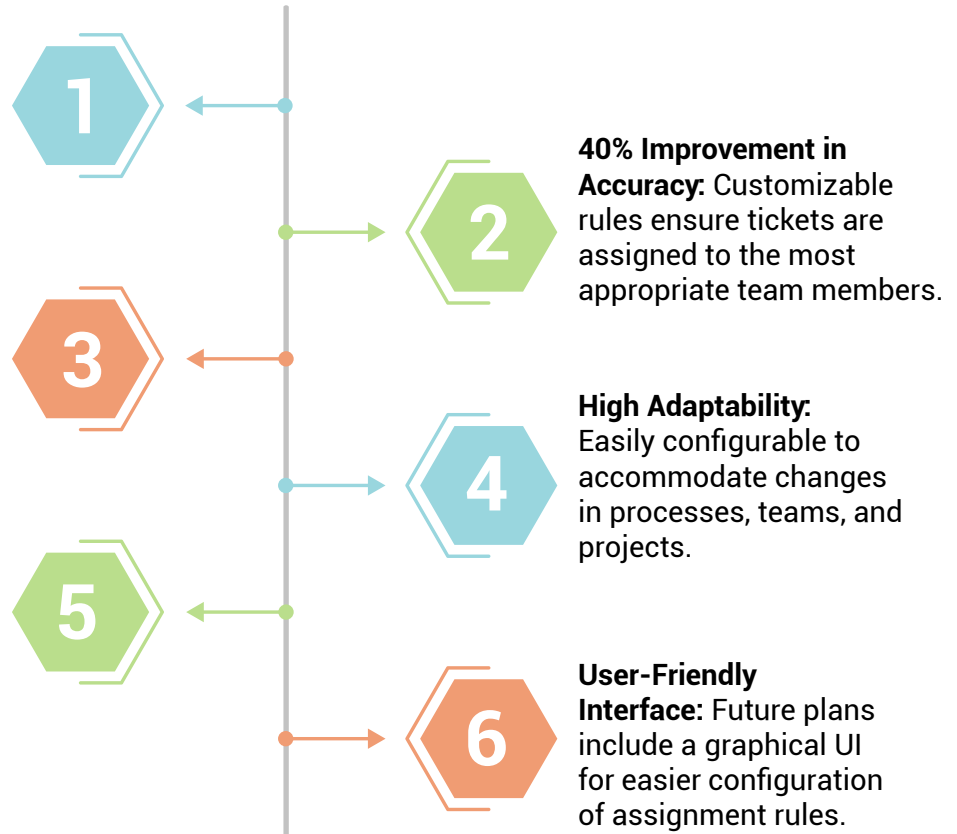 1
40% Improvement in
Accuracy: Customizable
rules ensure tickets are
assigned to the most
appropriate team members.
2
3
High Adaptability:
Easily configurable to
accommodate changes
in processes, teams, and
projects.
4
5
User-Friendly
Interface: Future plans
include a graphical UI
for easier configuration
of assignment rules.
6